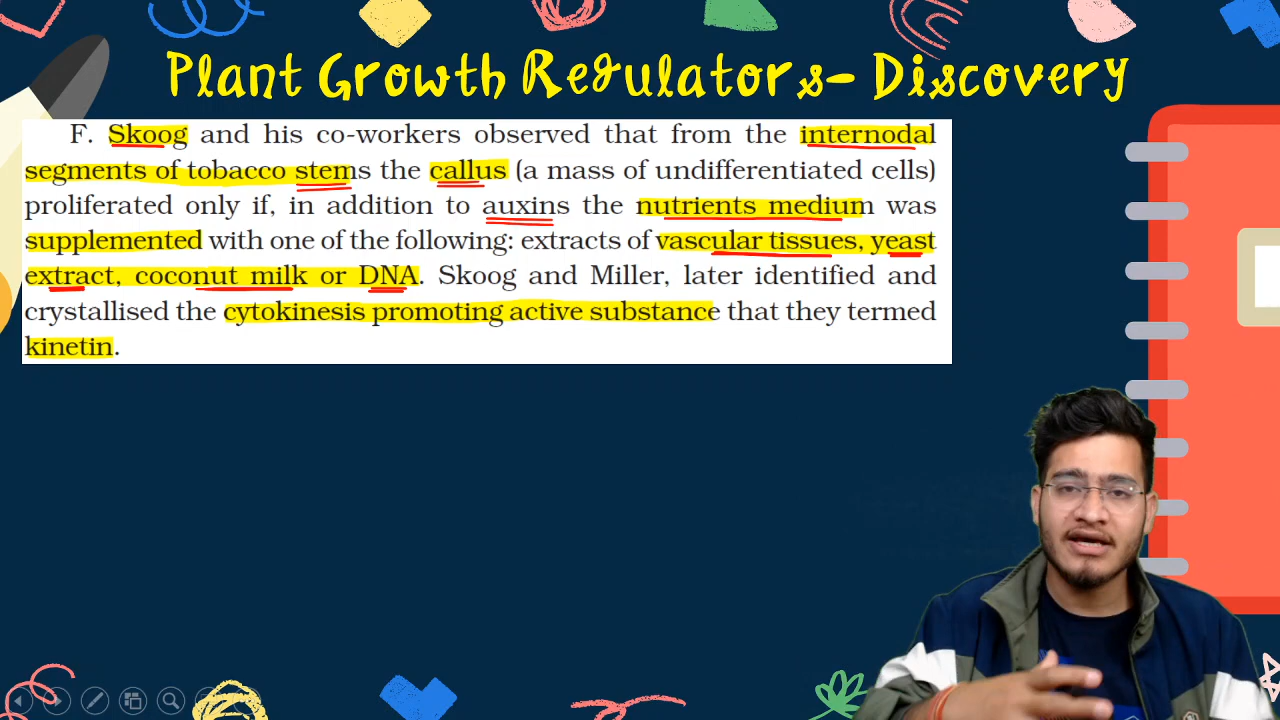 Plant Growth Regulators- Discovery
F. Skoog and his co-workers observed that from the internodal
segments of tobacco stems the callus (a mass of undifferentiated cells)
proliferated only if, in addition to auxins the nutrients medium was
supplemented with one of the following: extracts of vascular tissues, yeast
extract, coconut milk or DNA. Skoog and Miller, later identified and
crystallised the cytokinesis promoting active substance that they termed
kinetin.